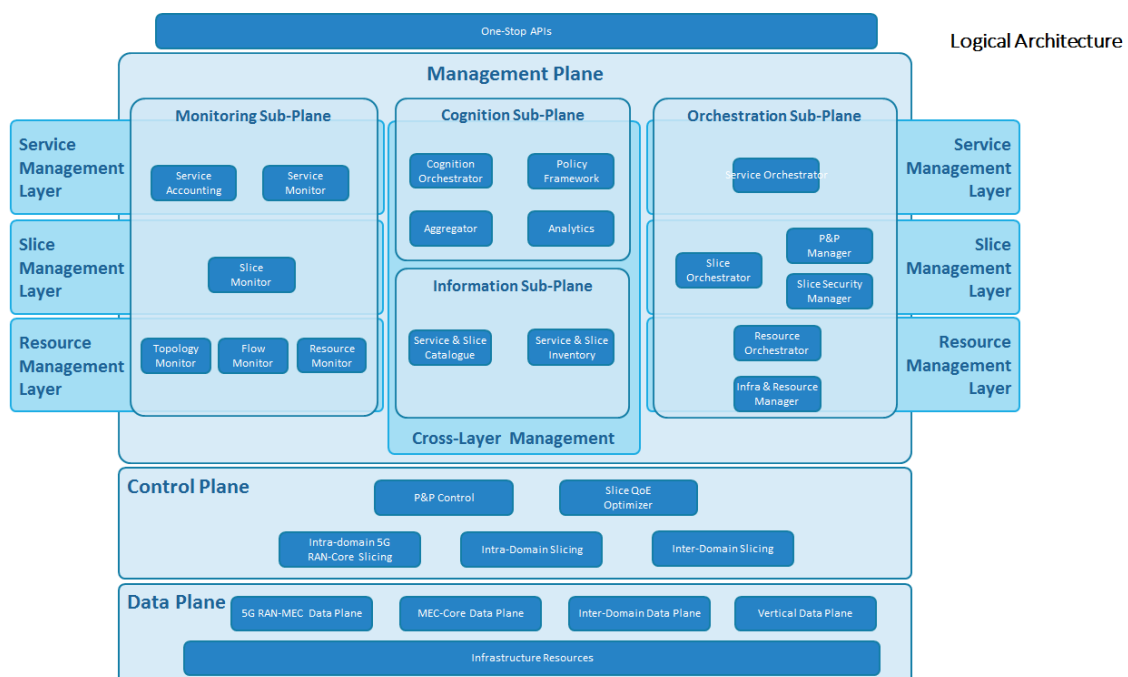 One-Stop APIs
Logical Architecture
Management Plane
Monitoring Sub-Plane
Cognition Sub-Plane
Orchestration Sub-Plane
Service
Management
Layer
Service
Accounting
Service
Monitor
Cognition
Orchestrator
Policy
Framework
Service Orchestrator
Service
Management
Layer
Aggregator
Analytics
Slice
Management
Layer
Slice
Monitor
Slice
Orchestrator
P&P
Manager
Slice Security
Manager
Slice
Management
Layer
Information Sub-Plane
Resource
Management
Layer
Topology
Monitor
Flow
Monitor
Resource
Monitor
Service & Slice
Catalogue
Service & Slice
Inventory
Resource
Orchestrator
Infra & Resource
Manager
Resource
Management
Layer
Cross-Layer Management
Control Plane
P&P Control
Slice QoE
Optimizer
Intra-domain 5G
RAN-Core Slicing
Intra-Domain Slicing
Inter-Domain Slicing
Data Plane
5G RAN-MEC Data Plane
MEC-Core Data Plane
Inter-Domain Data Plane
Vertical Data Plane
Infrastructure Resources